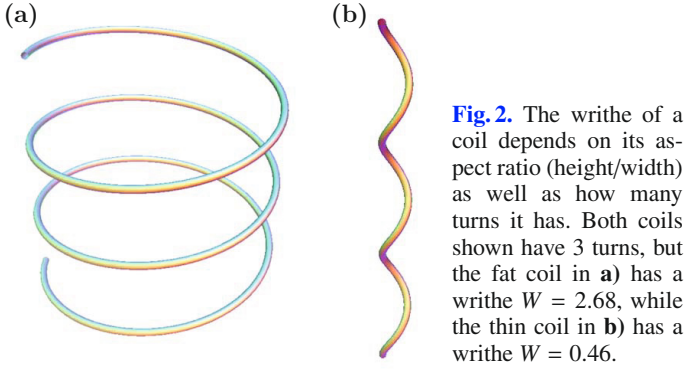 (a)
(b)
Fig. 2. The writhe of a
coil depends on its as-
pect ratio (height/width)
as well as how many
turns it has. Both coils
shown have 3 turns, but
the fat coil in a) has a
writhe W = 2.68, while
the thin coil in b) has a
writhe W = 0.46.